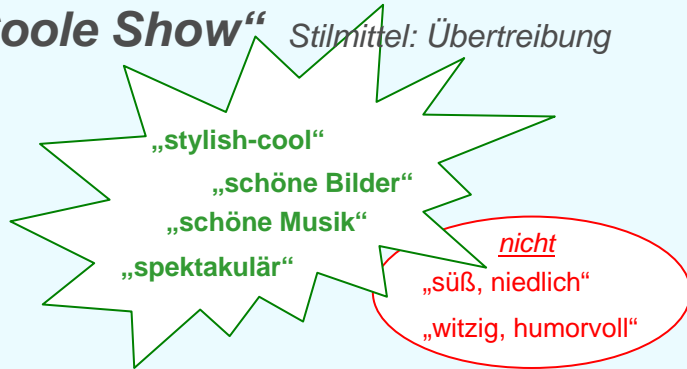 oole Show“ Stilmittel: Übertreibung
„stylish-cool“
„schöne Bilder“
„schöne Musik“
„spektakulär“
nicht
„süß, niedlich“
„witzig, humorvoll“